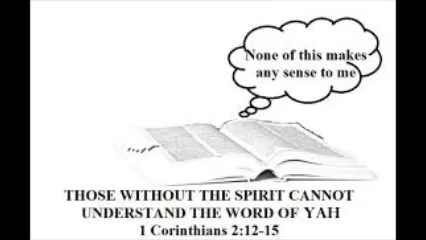 None of this makes
any sense to me
THOSE WITHOUT THE SPIRIT CANNOT
UNDERSTAND THE WORD OF YAH
1 Corinthians 2:12-15